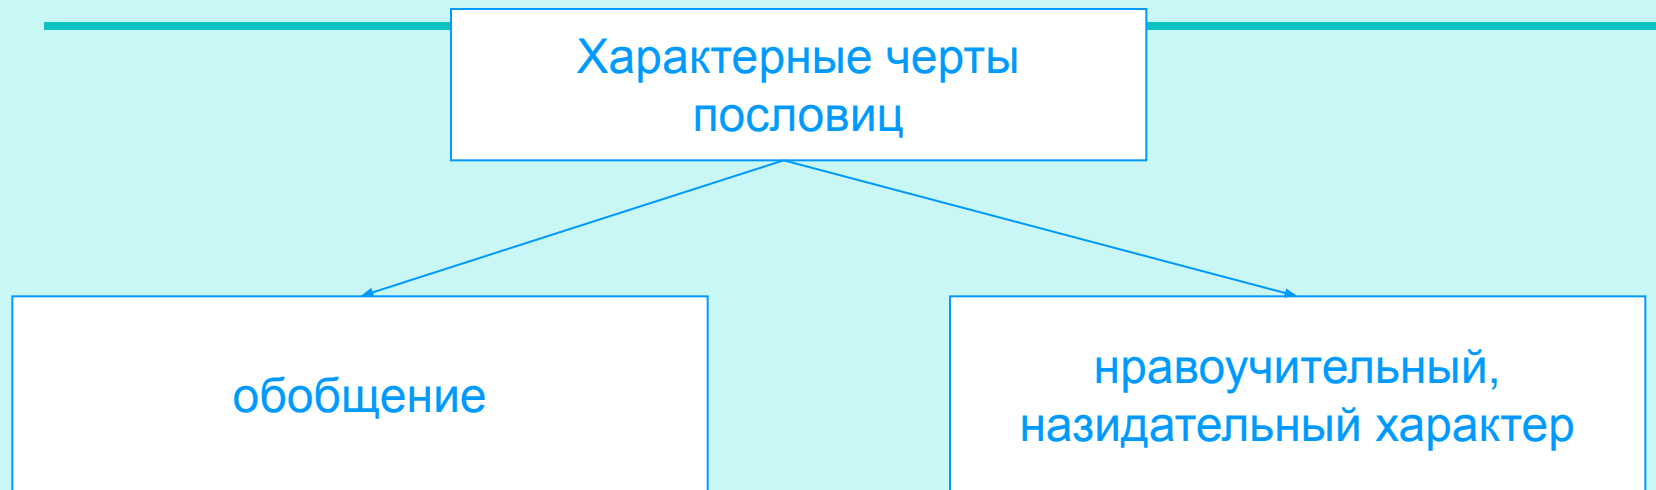 Характерные черты
пословиц
обобщение
нравоучительный,
назидательный характер